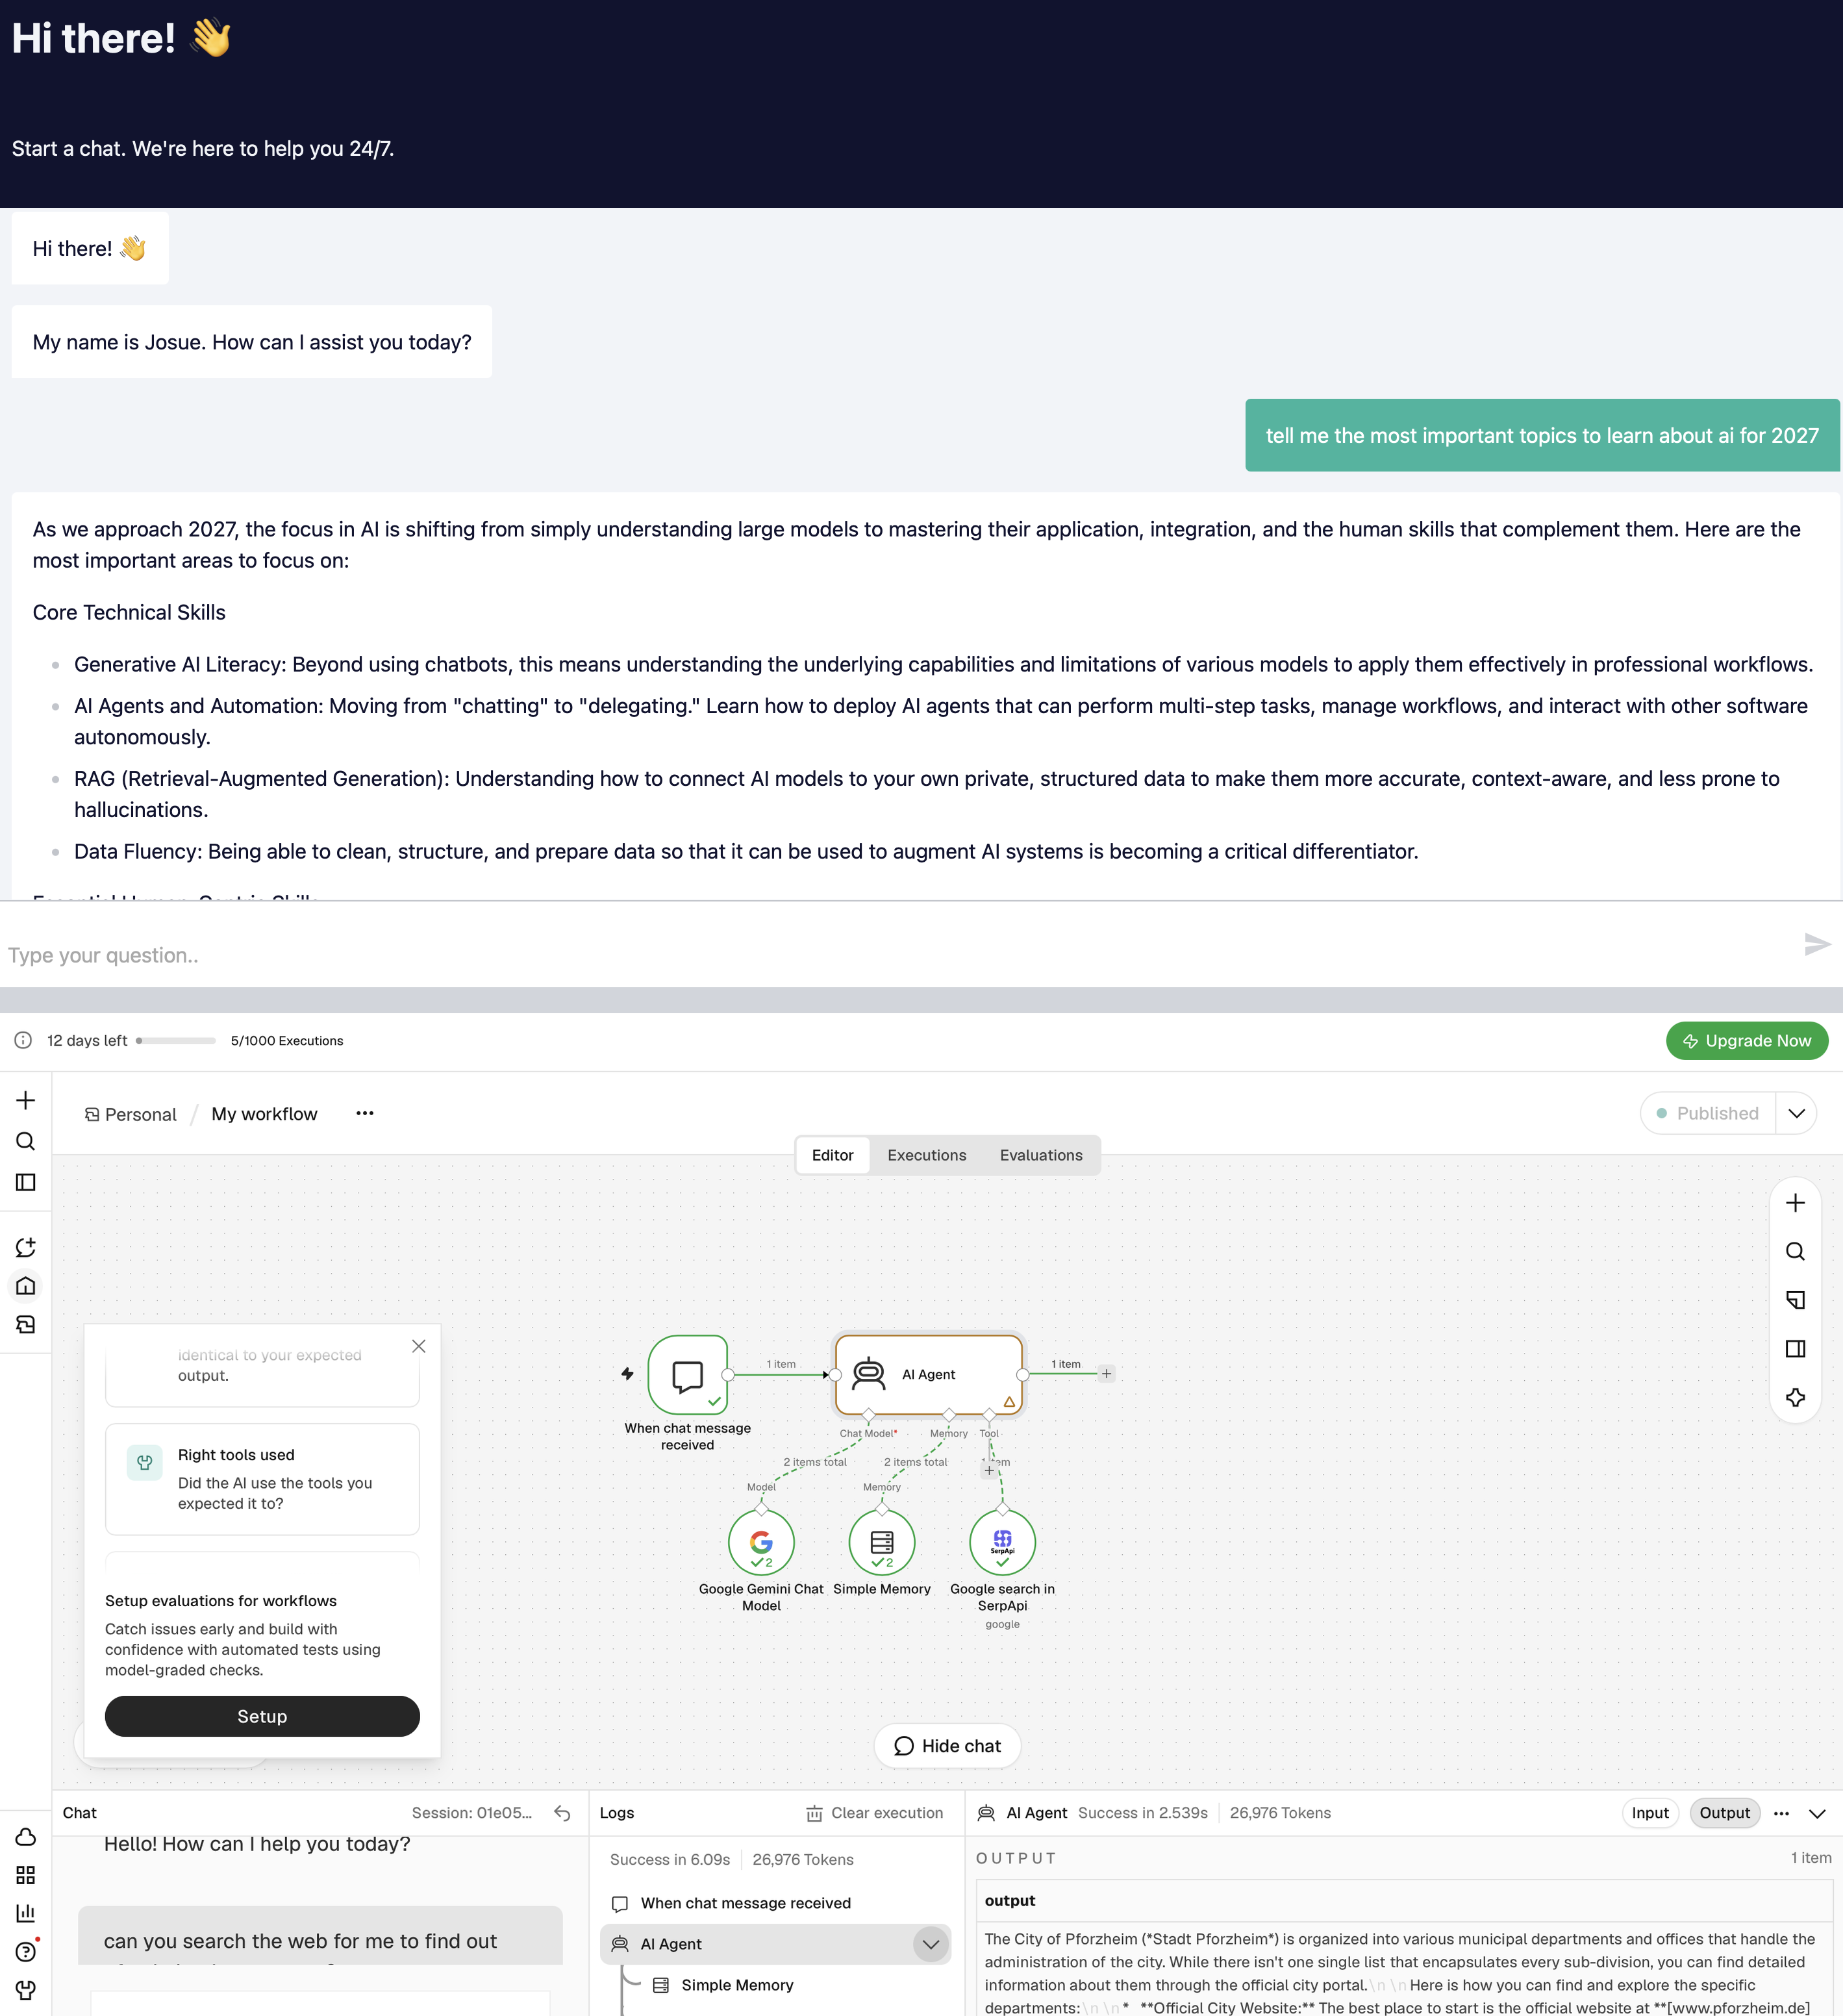 Hi there! 👋
Start a chat. We're here to help you 24/7.
Hi there! 👋
My name is Josue. How can I assist you today?
tell me the most important topics to learn about ai for 2027
As we approach 2027, the focus in AI is shifting from simply understanding large models to mastering their application, integration, and the human skills that complement them. Here are the
most important areas to focus on:
Core Technical Skills
Generative AI Literacy: Beyond using chatbots, this means understanding the underlying capabilities and limitations of various models to apply them effectively in professional workflows.
AI Agents and Automation: Moving from "chatting" to "delegating." Learn how to deploy AI agents that can perform multi-step tasks, manage workflows, and interact with other software
autonomously.
RAG (Retrieval-Augmented Generation): Understanding how to connect AI models to your own private, structured data to make them more accurate, context-aware, and less prone to
hallucinations.
Data Fluency: Being able to clean, structure, and prepare data so that it can be used to augment AI systems is becoming a critical differentiator.
Type your question..
12 days left
5/1000 Executions
Upgrade Now
Personal / My workflow
Published
Editor
Executions
Evaluations
identical to your expected
output.
Right tools used
Did the AI use the tools you
expected it to?
Setup evaluations for workflows
Catch issues early and build with
confidence with automated tests using
model-graded checks.
Setup
When chat message
received
1 item
AI Agent
1 item
Chat Model*
Memory
Tool
2 items total
2 items total
Model
Memory
2
2
SerpApi
Google Gemini Chat
Model
Simple Memory
Google search in
SerpApi
google
Hide chat
Chat
Session: 01e05...
Hello! How can I help you today?
can you search the web for me to find out
Logs
Clear execution
Success in 6.09s
26,976 Tokens
When chat message received
AI Agent
Simple Memory
AI Agent
Success in 2.539s
26,976 Tokens
Input
Output
OUTPUT
1 item
output
The City of Pforzheim (*Stadt Pforzheim*) is organized into various municipal departments and offices that handle the
administration of the city. While there isn't one single list that encapsulates every sub-division, you can find detailed
information about them through the official city portal.\n\nHere is how you can find and explore the specific
departments:\n\n* **Official City Website:** The best place to start is the official website at **[www.pforzheim.de]